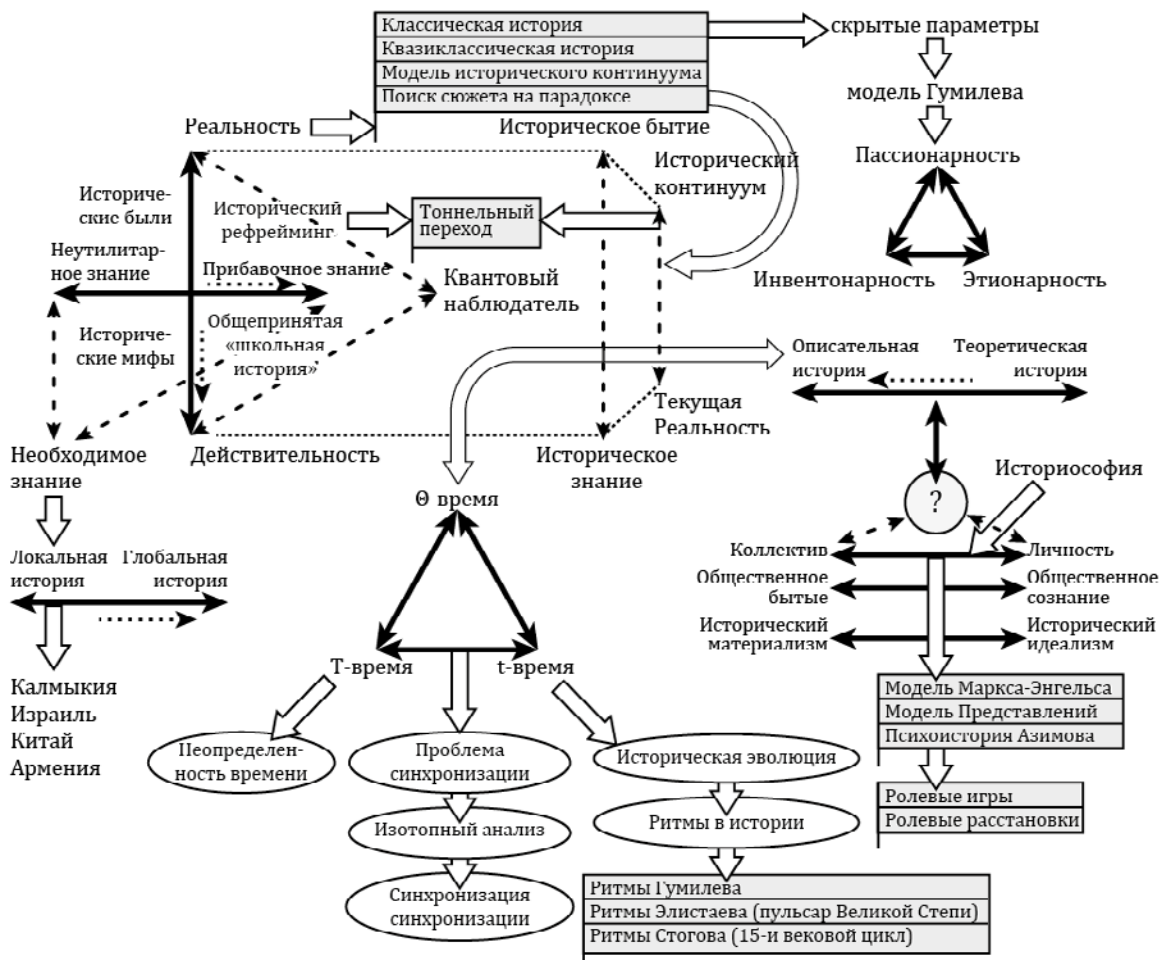 Классическая история
Квазиклассическая история
Модель исторического континуума
Поиск сюжета на парадоксе
скрытые параметры
модель Гумилева
Пассионарность
Инвентонарность
Этионарность
Реальность
Историческое бытие
Исторический
континуум
Историче-
ские были
Исторический
рефрейминг
Тоннельный
переход
Неутилитар-
ное знание
Прибавочное знание
Квантовый
наблюдатель
Историче-
ские мифы
Общепринятая
«школьная
история»
Описательная
история
Теоретическая
история
Текущая
Реальность
Необходимое
знание
Действительность
Историческое
знание
Историософия
Θ время
?
Локальная
история
Глобальная
история
Коллектив
Личность
Общественное
бытые
Общественное
сознание
Исторический
материализм
Исторический
идеализм
Т-время
t-время
Калмыкия
Израиль
Китай
Армения
Модель Маркса-Энгельса
Модель Представлений
Психоистория Азимова
Неопределен-
ность времени
Проблема
синхронизации
Историческая эволюция
Ролевые игры
Ролевые расстановки
Изотопный анализ
Ритмы в истории
Синхронизация
синхронизации
Ритмы Гумилева
Ритмы Элистаева (пульсар Великой Степи)
Ритмы Стогова (15-и вековой цикл)